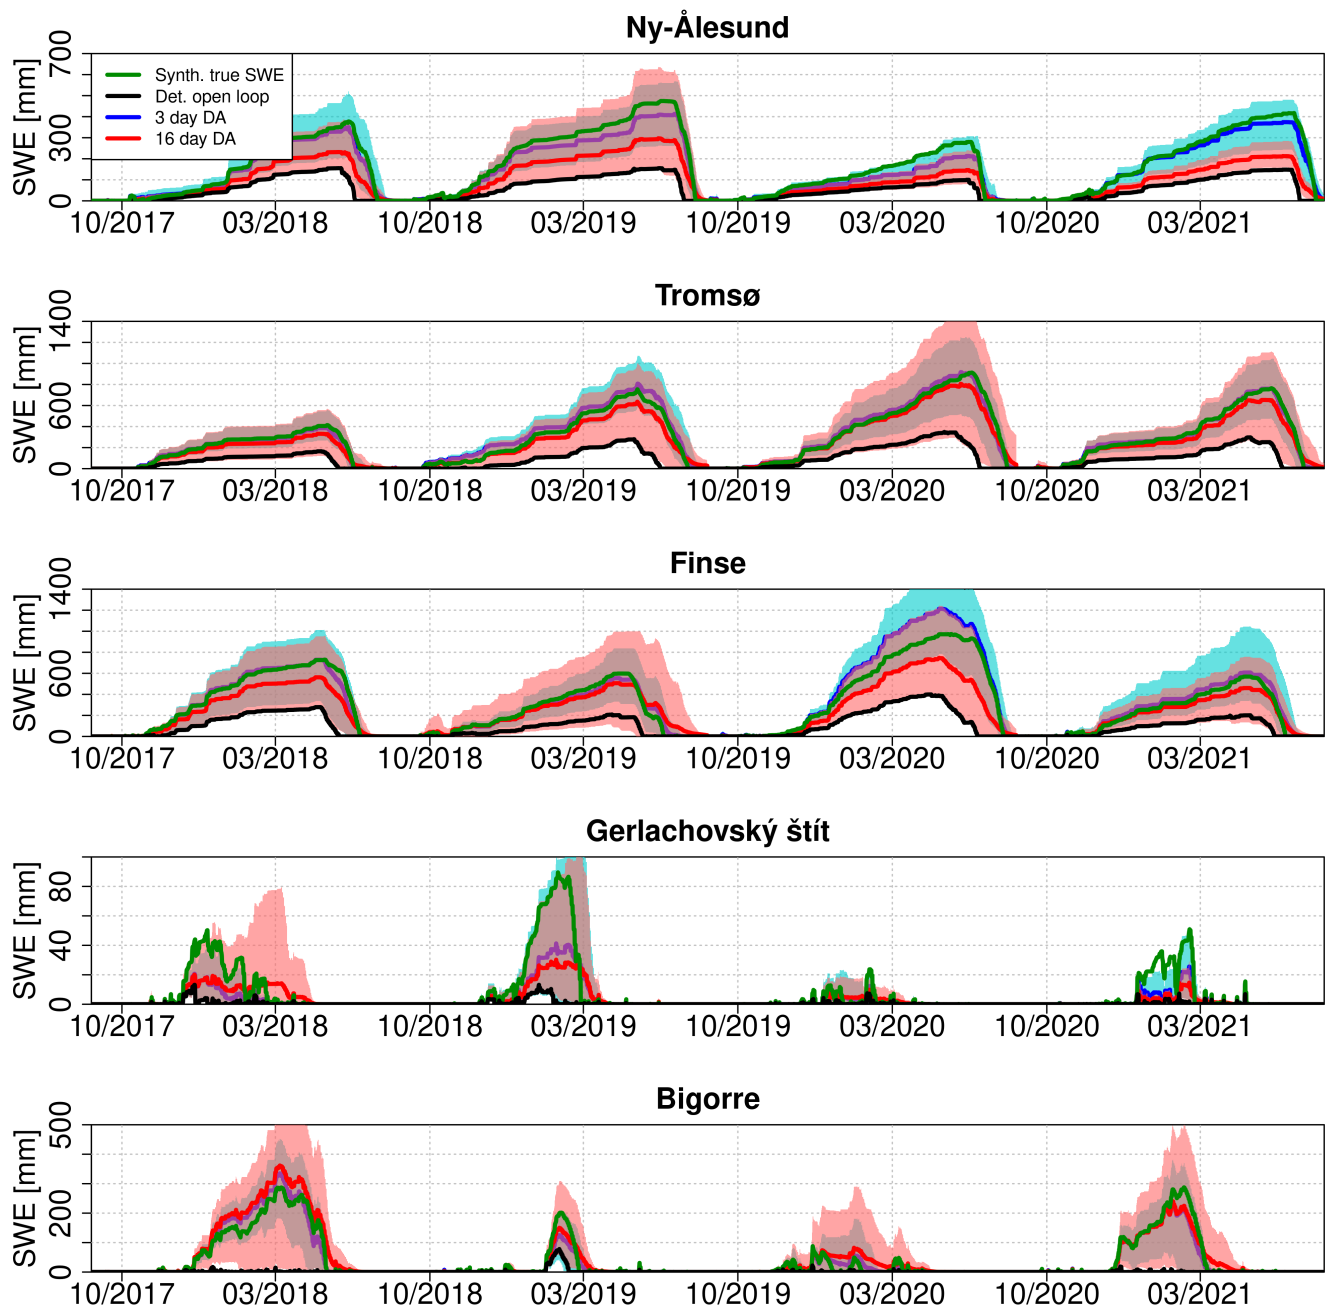 Ny-Ålesund
SWE [mm]
700
300
0
Synth. true SWE
Det. open loop
3 day DA
16 day DA
10/2017 03/2018 10/2018 03/2019 10/2019 03/2020 10/2020 03/2021
Tromsø
SWE [mm]
1400
600
0
10/2017 03/2018 10/2018 03/2019 10/2019 03/2020 10/2020 03/2021
Finse
SWE [mm]
1400
600
0
10/2017 03/2018 10/2018 03/2019 10/2019 03/2020 10/2020 03/2021
Gerlachovský štít
SWE [mm]
80
40
0
10/2017 03/2018 10/2018 03/2019 10/2019 03/2020 10/2020 03/2021
Bigorre
SWE [mm]
500
200
0
10/2017 03/2018 10/2018 03/2019 10/2019 03/2020 10/2020 03/2021